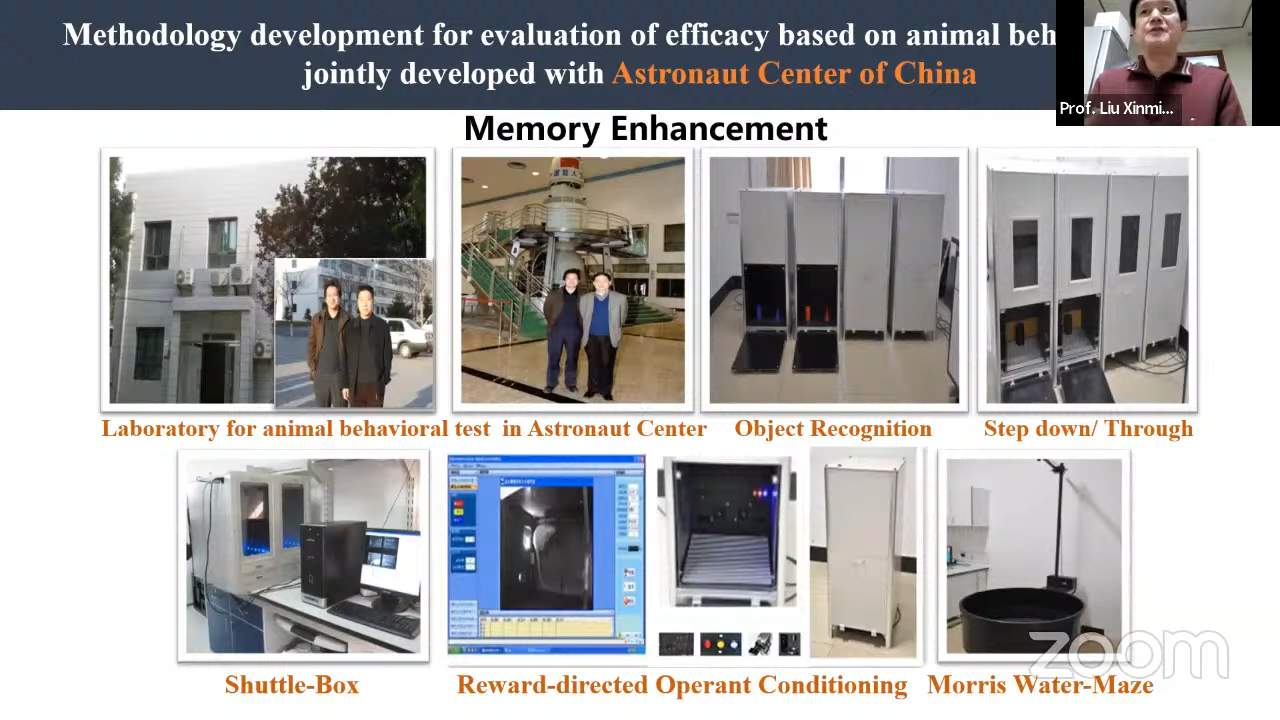 Methodology development for evaluation of efficacy based on animal beh
jointly developed with Astronaut Center of China
Prof. Liu Xinmi...
Memory Enhancement
Laboratory for animal behavioral test in Astronaut Center
Object Recognition
Step down/ Through
Shuttle-Box
Reward-directed Operant Conditioning
Morris Water-Maze
zoom